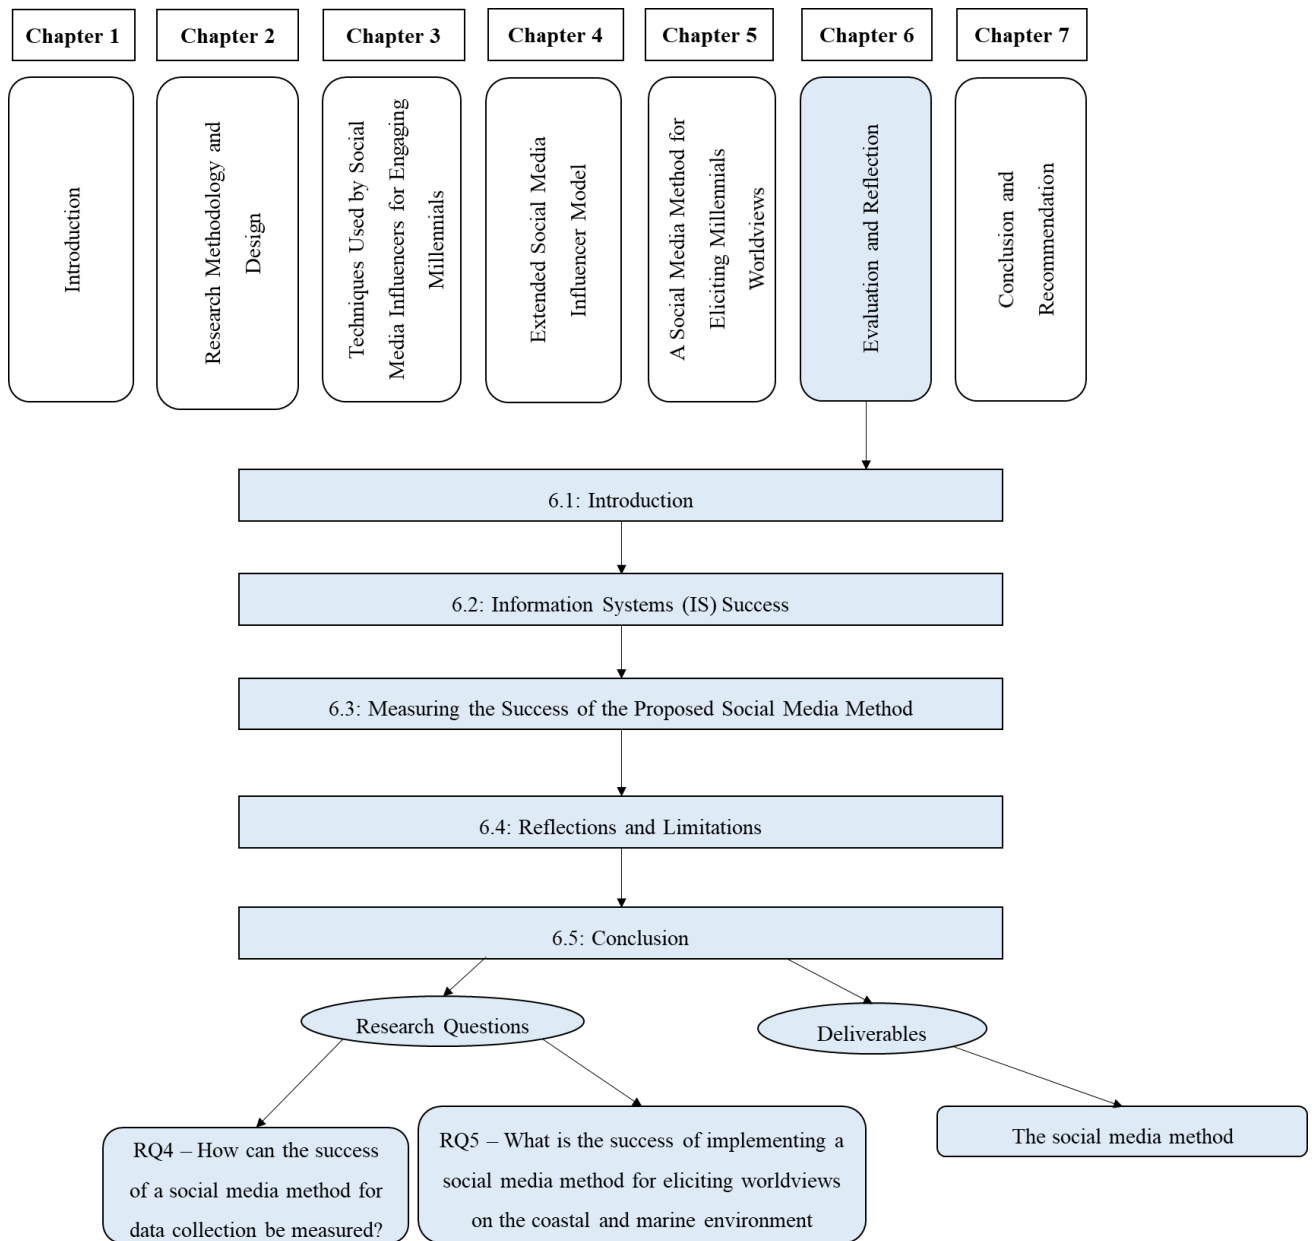 Chapter 1
Chapter 2
Chapter 3
Chapter 4
Chapter 5
Chapter 6
Chapter 7
Introduction
Research Methodology and
Design
Techniques Used by Social
Media Influencers for Engaging
Millennials
Extended Social Media
Influencer Model
A Social Media Method for
Eliciting Millennials
Worldviews
Evaluation and Reflection
Conclusion and
Recommendation
6.1: Introduction
6.2: Information Systems (IS) Success
6.3: Measuring the Success of the Proposed Social Media Method
6.4: Reflections and Limitations
6.5: Conclusion
Research Questions
Deliverables
RQ4 – How can the success
of a social media method for
data collection be measured?
RQ5 – What is the success of implementing a
social media method for eliciting worldviews
on the coastal and marine environment
The social media method